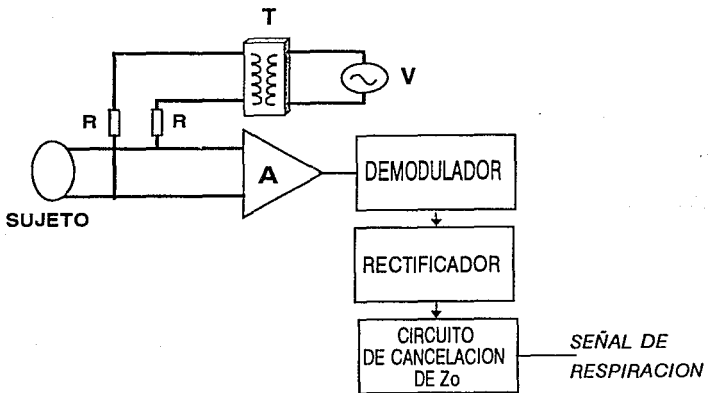 T
V
R
R
A
SUJETO
DEMODULADOR
RECTIFICADOR
CIRCUITO
DE CANCELACION
DE Zo
SEÑAL DE
RESPIRACION